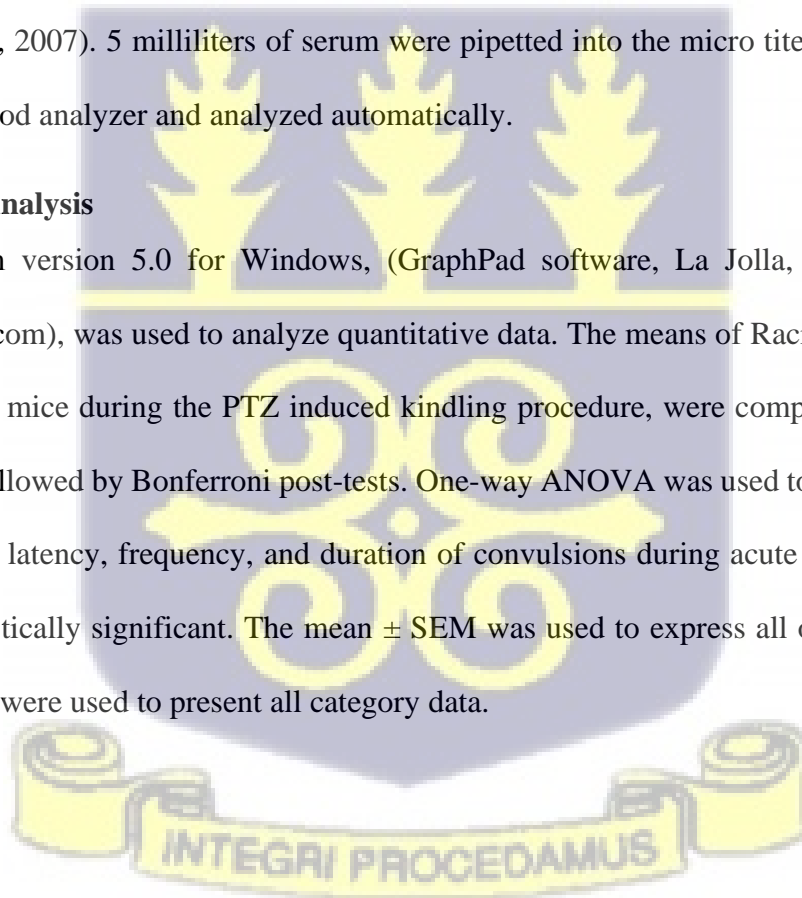 , 2007). 5 milliliters of serum were pipetted into the micro tite
od analyzer and analyzed automatically.
nalysis
n version 5.0 for Windows, (GraphPad software, La Jolla,
com), was used to analyze quantitative data. The means of Raci
mice during the PTZ induced kindling procedure, were comp
llowed by Bonferroni post-tests. One-way ANOVA was used to
latency, frequency, and duration of convulsions during acute
tically significant. The mean ± SEM was used to express all
were used to present all category data.
INTEGRI PROCEDAMUS